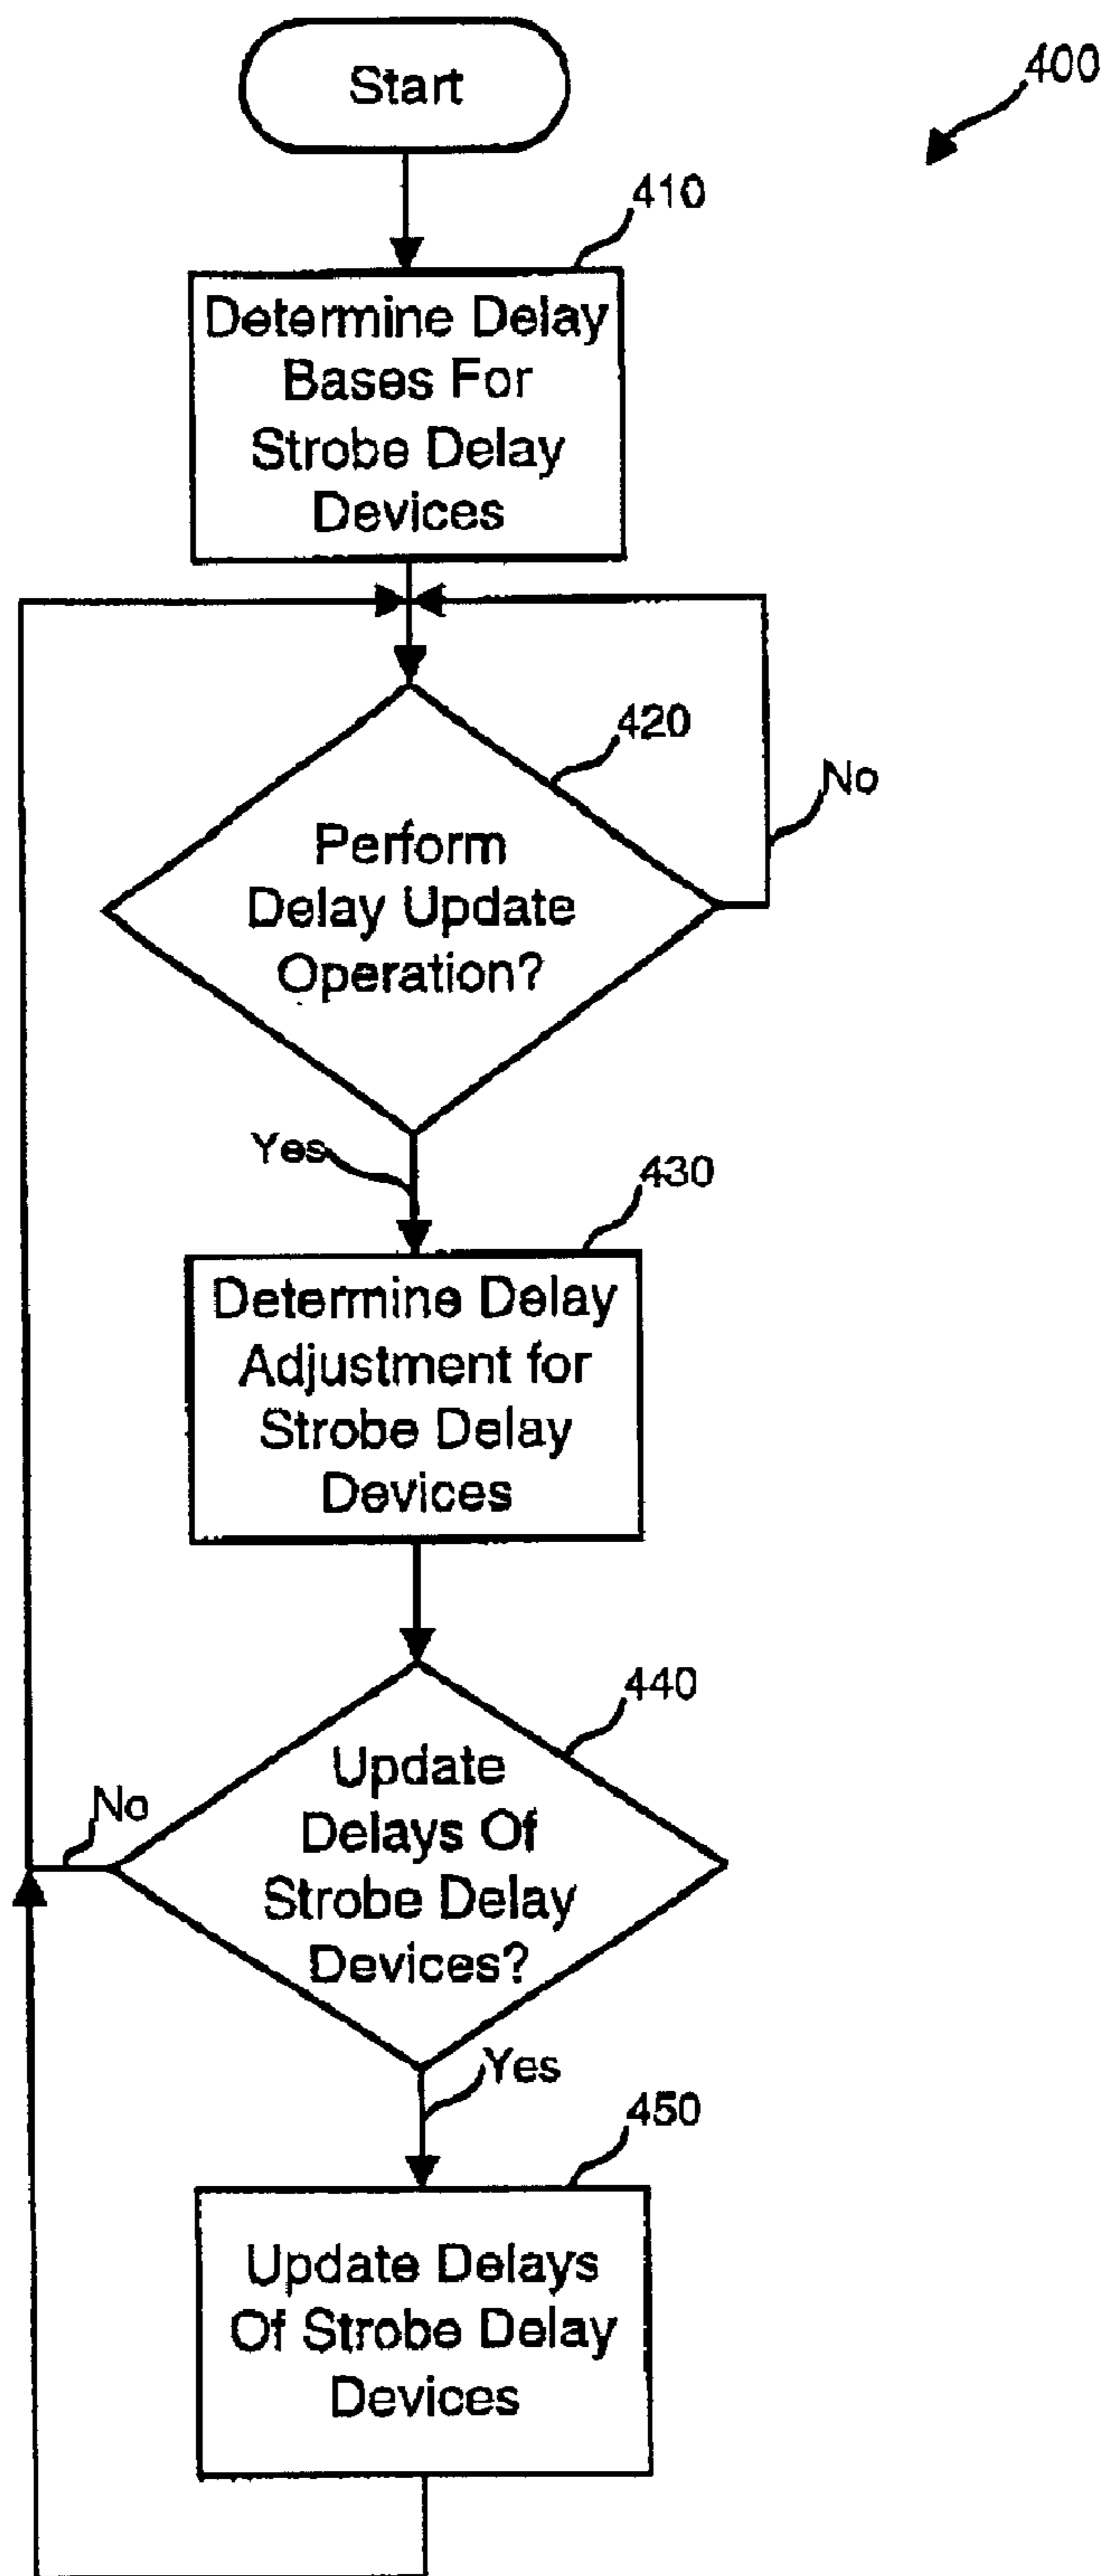 Start
400
410
Determine Delay
Bases For
Strobe Delay
Devices
420
No
Perform
Delay Update
Operation?
Yes
430
Determine Delay
Adjustment for
Strobe Delay
Devices
440
Update
Delays Of
Strobe Delay
Devices?
No
Yes
450
Update Delays
Of Strobe Delay
Devices